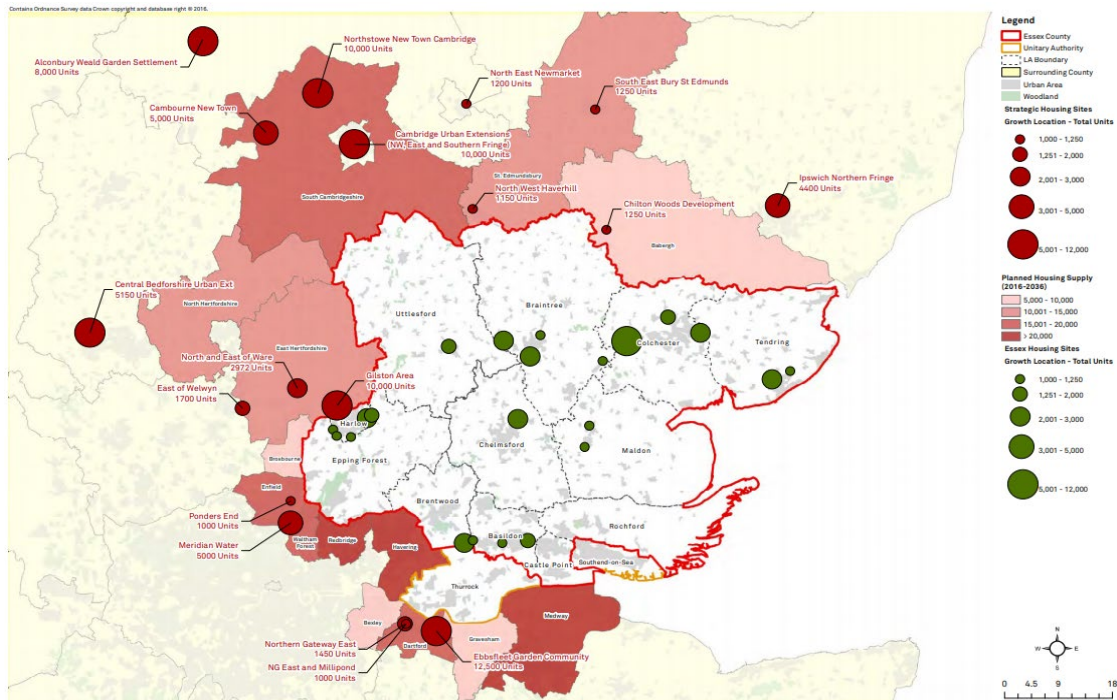 Contains Ordnance Survey data Crown copyright and database right © 2016.
Alconbury Weald Garden Settlement
8,000 Units
Northstowe New Town Cambridge
10,000 Units
Cambourne New Town
5,000 Units
North East Newmarket
1200 Units
South East Bury St Edmunds
1250 Units
Cambridge Urban Extensions
(NW, East and Southern Fringe)
10,000 Units
St. Edmundsbury
South Cambridgeshire
North West Haverhill
1,150 Units
Ipswich Northern Fringe
4400 Units
Chilton Woods Development
1250 Units
Babergh
Central Bedforshire Urban Ext
5150 Units
North Hertfordshire
Uttlesford
Braintree
East Hertfordshire
Colchester
Tendring
North and East of Ware
2972 Units
Gilston Area
10,000 Units
East of Welwyn
1700 Units
Harlow
Epping Forest
Chelmsford
Maldon
Broxbourne
Enfield
Brentwood
Ponders End
1000 Units
Meridian Water
5000 Units
Waltham
Forest
Redbridge
Havering
Basildon
Rochford
Castle Point
Southend-on-Sea
Thurrock
Bexley
Dartford
Gravesham
Medway
Northern Gateway East
1450 Units
NG East and Millipond
1000 Units
Ebbsfleet Garden Community
12,500 Units
Legend
Essex County
Unitary Authority
LA Boundary
Surrounding County
Urban Area
Woodland
Strategic Housing Sites
Growth Location - Total Units
1,000 - 1,250
1,251 - 2,000
2,001 - 3,000
3,001 - 5,000
5,001 - 12,000
Planned Housing Supply
(2016-2036)
5,000 - 10,000
10,001 - 15,000
15,001 - 20,000
> 20,000
Essex Housing Sites
Growth Location - Total Units
1,000 - 1,250
1,251 - 2,000
2,001 - 3,000
3,001 - 5,000
5,001 - 12,000
N
W
E
S
0 4.5 9 18